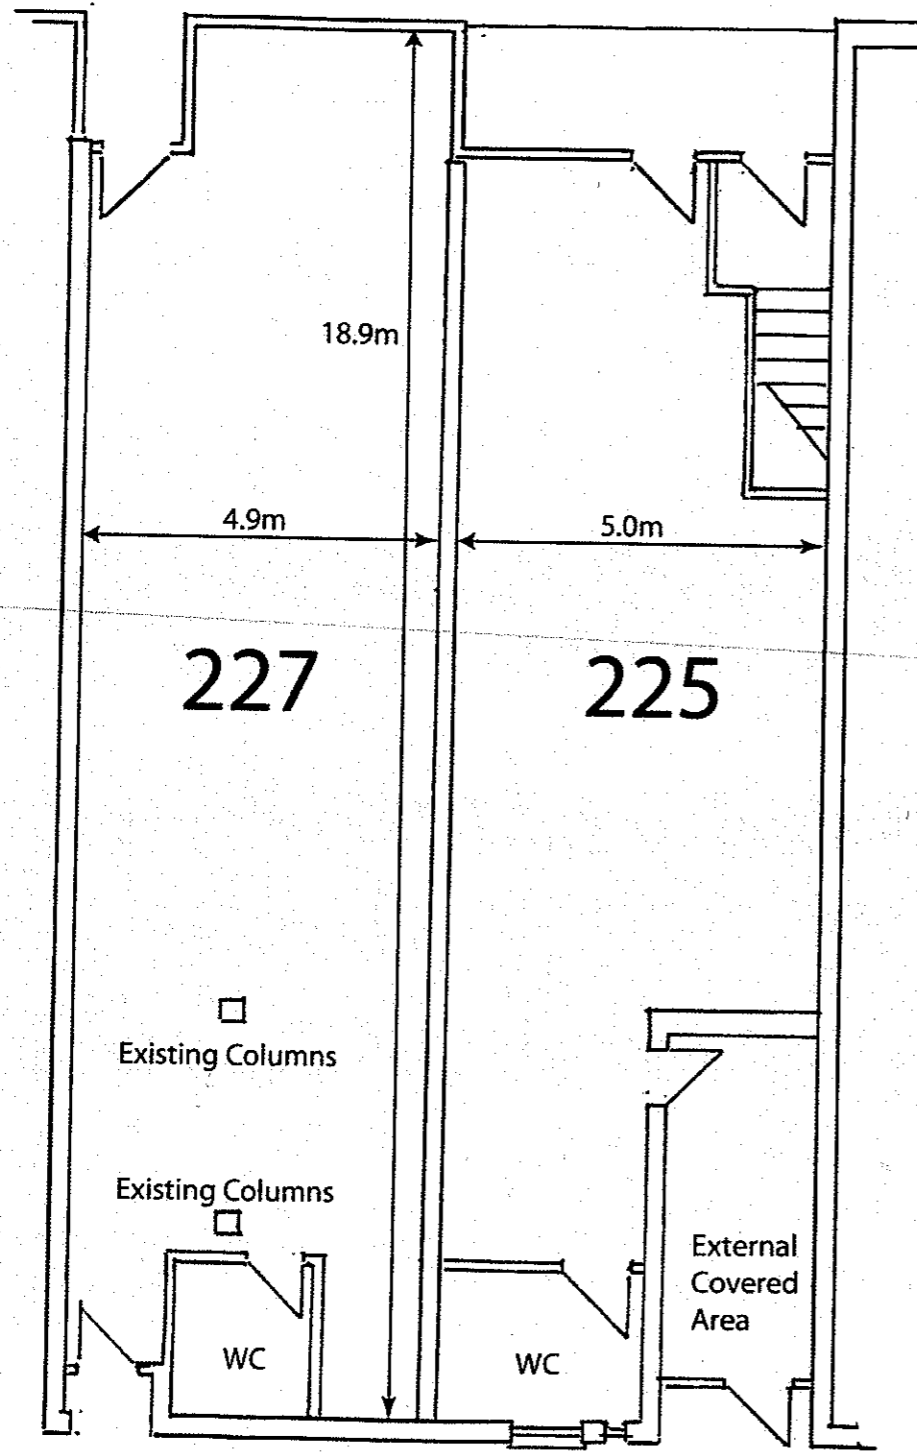 18.9m
4.9m
5.0m
227
225
Existing Columns
Existing Columns
External
Covered
Area
WC
WC